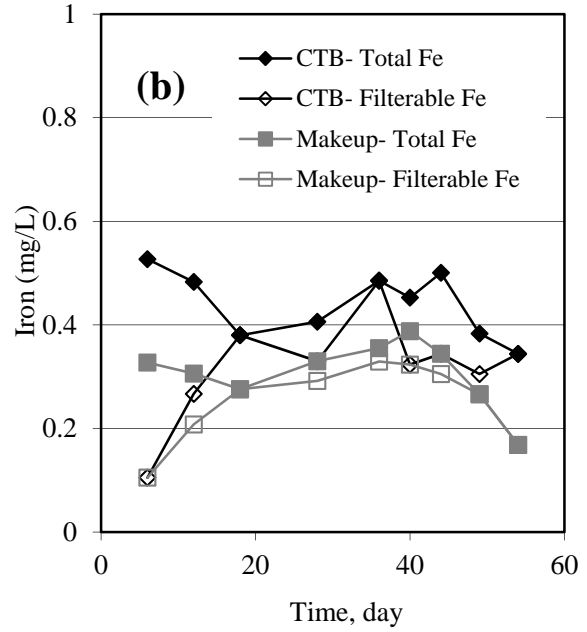 1
CTB- Total Fe
(b)
CTB- Filterable Fe
0.8
Makeup- Total Fe
Makeup- Filterable Fe
0.6
Iron (mg/L)
0.4
0.2
0
0 20 40 60
Time, day